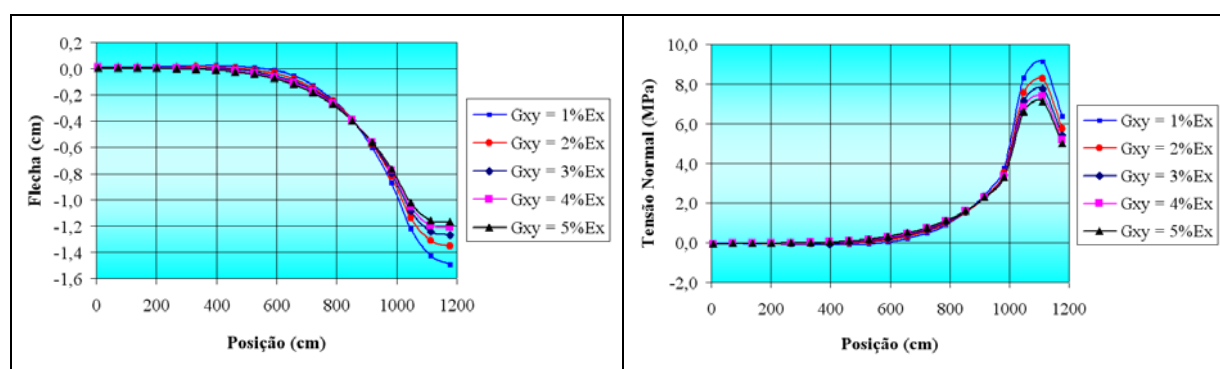 0,2
0,0
-0,2
-0,4
-0,6
-0,8
-1,0
-1,2
-1,4
-1,6
Flecha (cm)
0 200 400 600 800 1000 1200
Posição (cm)
Gxy = 1%Ex
Gxy = 2%Ex
Gxy = 3%Ex
Gxy = 4%Ex
Gxy = 5%Ex
10,0
8,0
6,0
4,0
2,0
0,0
-2,0
Tensão Normal (MPa)
0 200 400 600 800 1000 1200
Posição (cm)
Gxy = 1%Ex
Gxy = 2%Ex
Gxy = 3%Ex
Gxy = 4%Ex
Gxy = 5%Ex